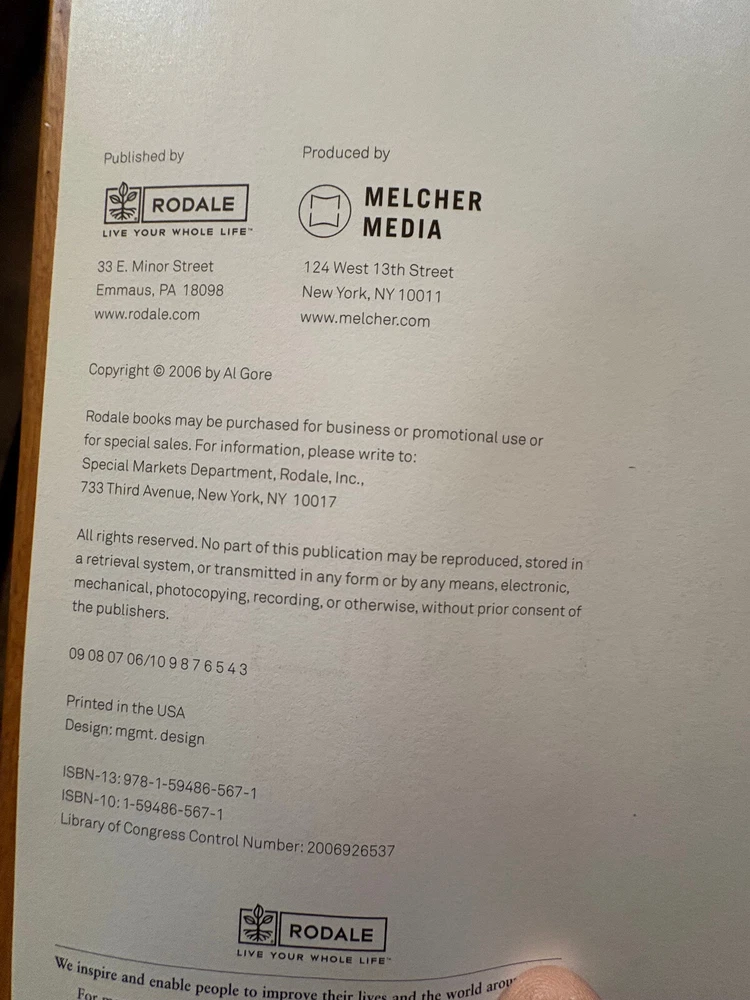 Published by
RODALE
LIVE YOUR WHOLE LIFE™
33 E. Minor Street
Emmaus, PA 18098
www.rodale.com
Produced by
MELCHER
MEDIA
124 West 13th Street
New York, NY 10011
www.melcher.com
Copyright © 2006 by Al Gore
Rodale books may be purchased for business or promotional use or
for special sales. For information, please write to:
Special Markets Department, Rodale, Inc.,
733 Third Avenue, New York, NY 10017
All rights reserved. No part of this publication may be reproduced, stored in
a retrieval system, or transmitted in any form or by any means, electronic,
mechanical, photocopying, recording, or otherwise, without prior consent of
the publishers.
09 08 07 06/10 9 8 7 6 5 4 3
Printed in the USA
Design: mgmt. design
ISBN-13: 978-1-59486-567-1
ISBN-10: 1-59486-567-1
Library of Congress Control Number: 2006926537
RODALE
LIVE YOUR WHOLE LIFE™
We inspire and enable people to improve their lives and the world
For